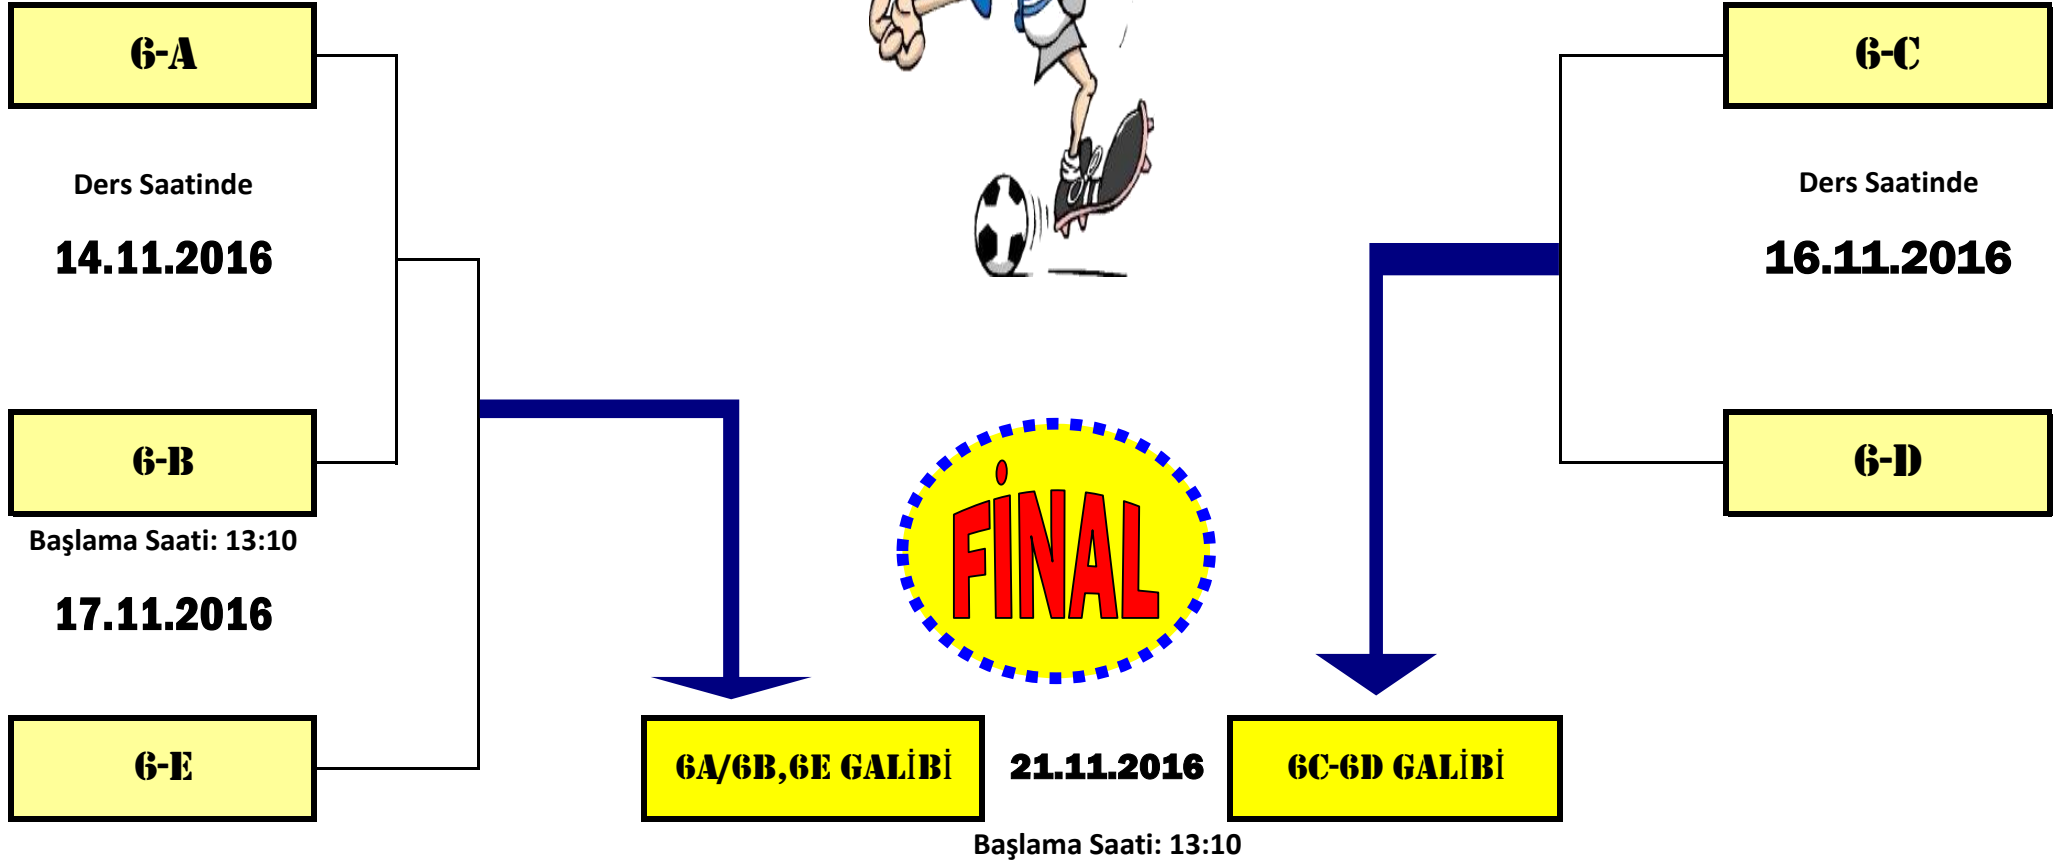 6-A
6-C
Ders Saatinde
Ders Saatinde
14.11.2016
16.11.2016
6-B
6-D
Başlama Saati: 13:10
FİNAL
17.11.2016
6-E
6A/6B,6E GALİBİ
21.11.2016
6C-6D GALİBİ
Başlama Saati: 13:10